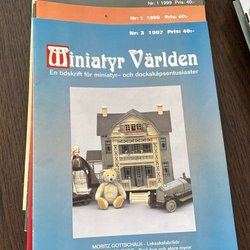 Nr. 1 1999 Pris. 40:-
Nr: 1 1998 Pris: 40:-
Nr: 3 1997 Pris: 40:-
Miniatyr Världen
En tidskrift för miniatyr- och dockskåpsentusiaster
MORITZ GOTTSCHALK - Leksaksfabrikör